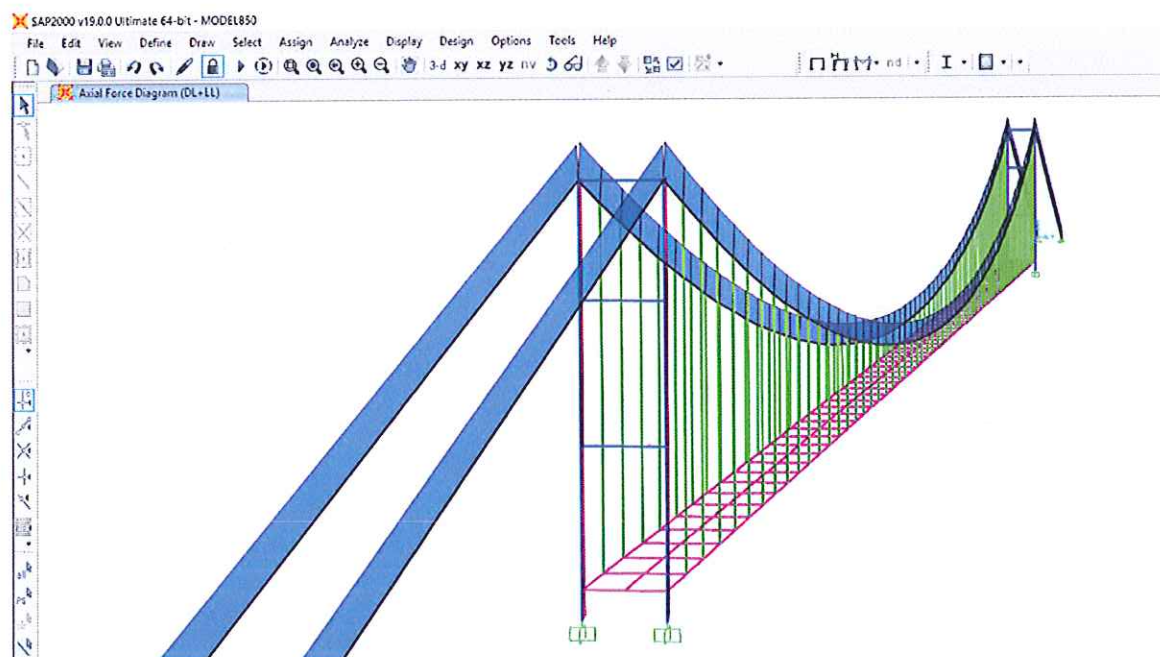 SAP2000 v19.0.0 Ultimate 64-bit - MODEL850
File Edit View Define Draw Select Assign Analyze Display Design Options Tools Help
3-d xy xz yz nv nd
Axial Force Diagram (DL+LL)